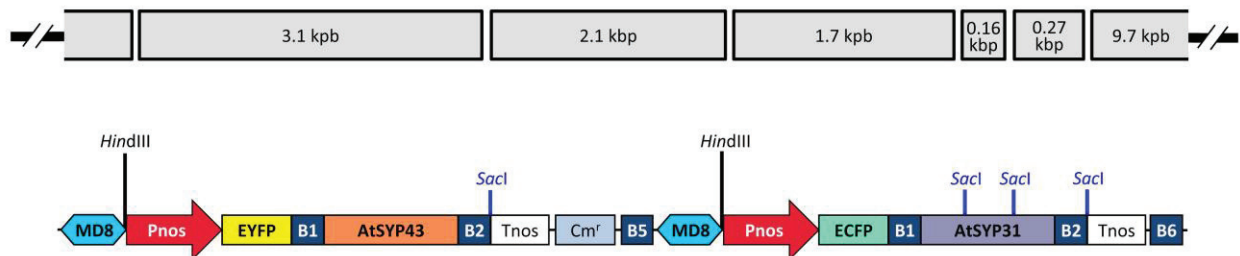 3.1 kpb 2.1 kbp 1.7 kbp 0.16 kbp 0.27 kbp 9.7 kpb
HindIII HindIII
SacI SacI SacI SacI
MD8 Pnos EYFP B1 AtSYP43 B2 Tnos Cmʳ B5 MD8 Pnos ECFP B1 AtSYP31 B2 Tnos B6